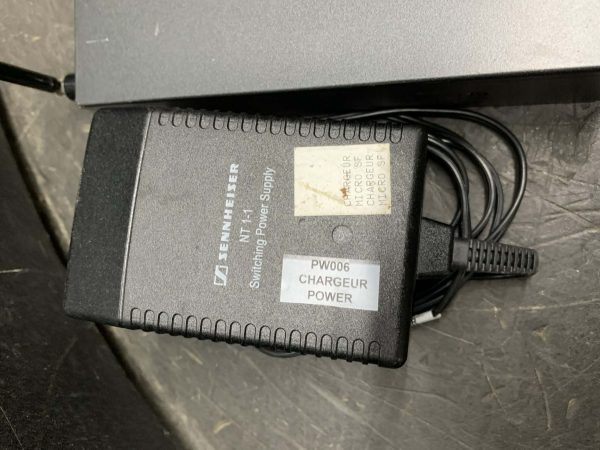 SENNHEISER
NT 1-1
Switching Power Supply
CHARGEUR
MICRO SF
CHARGEUR
MICRO SF
PW006
CHARGEUR
POWER